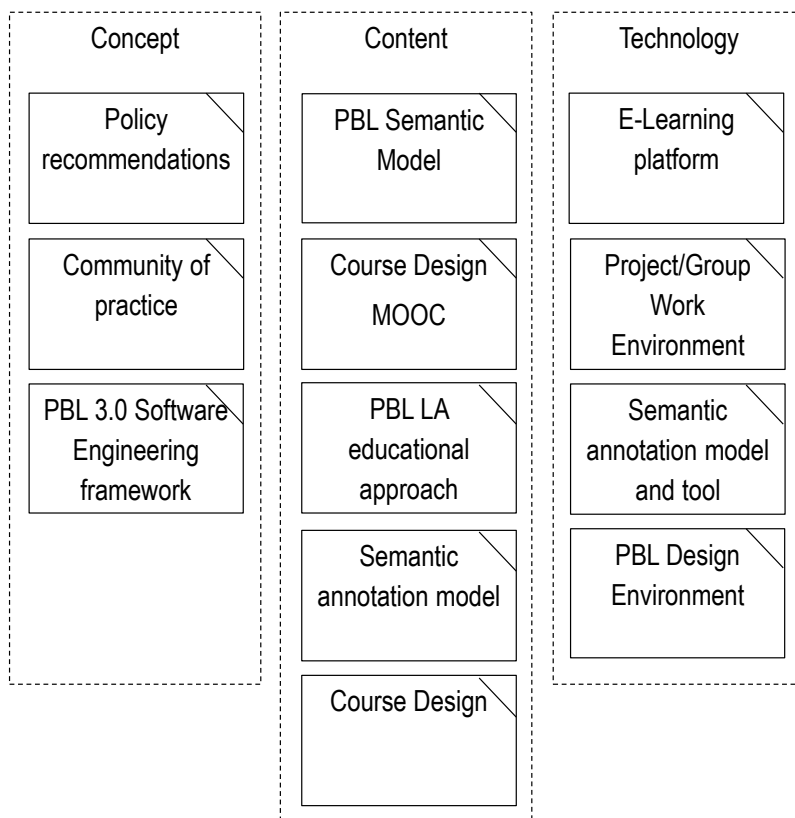 Concept
Policy
recommendations
Community of
practice
PBL 3.0 Software
Engineering
framework
Content
PBL Semantic
Model
Course Design
MOOC
PBL LA
educational
approach
Semantic
annotation model
Course Design
Technology
E-Learning
platform
Project/Group
Work
Environment
Semantic
annotation model
and tool
PBL Design
Environment